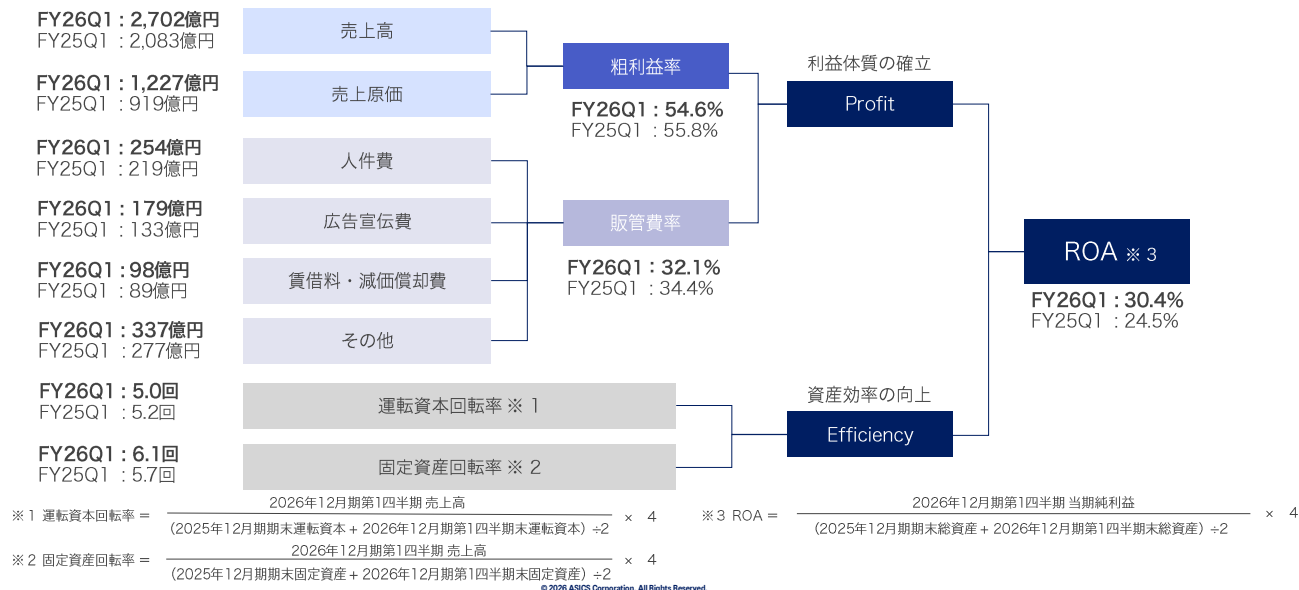 FY26Q1 : 2,702億円
FY25Q1 : 2,083億円
売上高
FY26Q1 : 1,227億円
FY25Q1 : 919億円
売上原価
粗利益率
FY26Q1 : 54.6%
FY25Q1 : 55.8%
利益体質の確立
Profit
FY26Q1 : 254億円
FY25Q1 : 219億円
人件費
FY26Q1 : 179億円
FY25Q1 : 133億円
広告宣伝費
FY26Q1 : 98億円
FY25Q1 : 89億円
賃借料・減価償却費
FY26Q1 : 337億円
FY25Q1 : 277億円
その他
販管費率
FY26Q1 : 32.1%
FY25Q1 : 34.4%
ROA ※3
FY26Q1 : 30.4%
FY25Q1 : 24.5%
FY26Q1 : 5.0回
FY25Q1 : 5.2回
運転資本回転率 ※1
FY26Q1 : 6.1回
FY25Q1 : 5.7回
固定資産回転率 ※2
資産効率の向上
Efficiency
2026年12月期第1四半期 売上高
※1 運転資本回転率 = × 4
(2025年12月期期末運転資本 + 2026年12月期第1四半期末運転資本) ÷2
2026年12月期第1四半期 売上高
※2 固定資産回転率 = × 4
(2025年12月期期末固定資産 + 2026年12月期第1四半期末固定資産) ÷2
2026年12月期第1四半期 当期純利益
※3 ROA = × 4
(2025年12月期期末総資産 + 2026年12月期第1四半期末総資産) ÷2
© 2026 ASICS Corporation. All Rights Reserved.